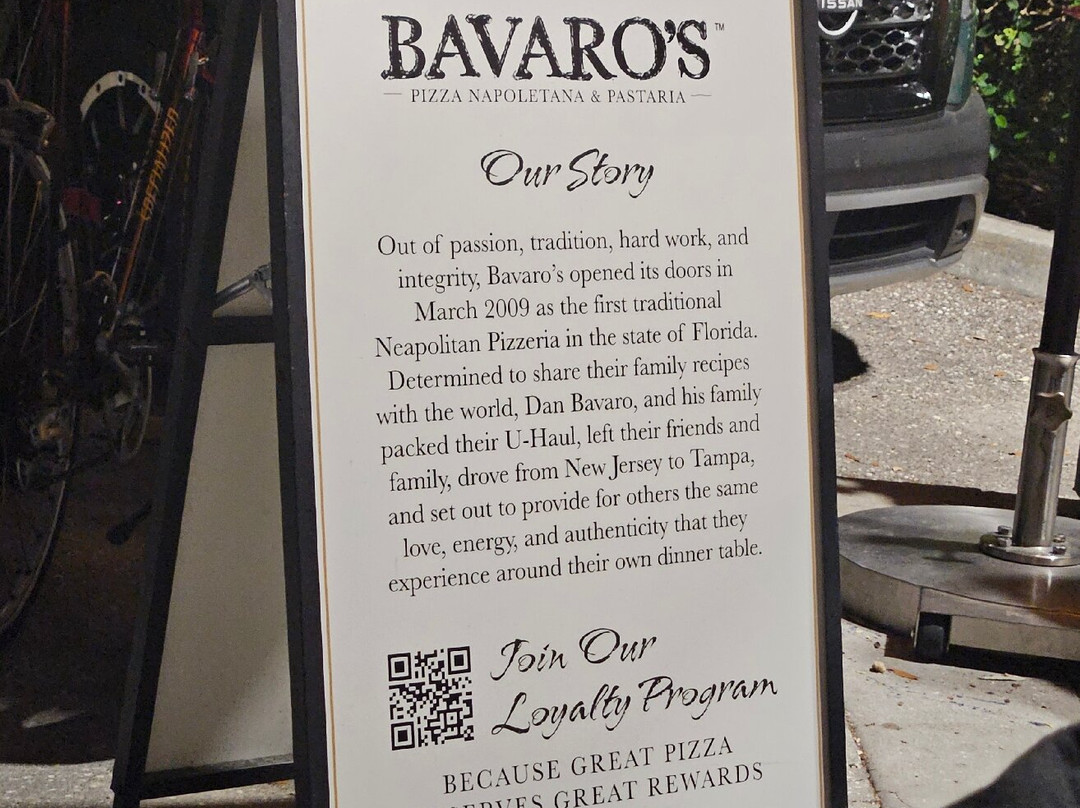 BAVARO'S™
PIZZA NAPOLETANA & PASTARIA
Our Story
Out of passion, tradition, hard work, and
integrity, Bavaro's opened its doors in
March 2009 as the first traditional
Neapolitan Pizzeria in the state of Florida.
Determined to share their family recipes
with the world, Dan Bavaro, and his family
packed their U-Haul, left their friends and
family, drove from New Jersey to Tampa,
and set out to provide for others the same
love, energy, and authenticity that they
experience around their own dinner table.
Join Our
Loyalty Program
BECAUSE GREAT PIZZA
GREAT REWARDS
SPECIALIZED